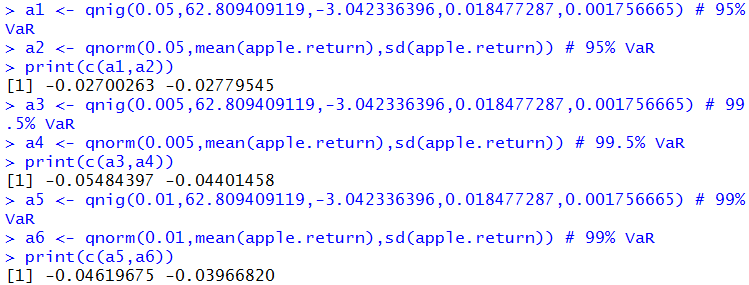 > a1 <- qnig(0.05,62.809409119,-3.042336396,0.018477287,0.001756665) # 95%
VaR
> a2 <- qnorm(0.05,mean(apple.return),sd(apple.return)) # 95% VaR
> print(c(a1,a2))
[1] -0.02700263 -0.02779545
> a3 <- qnig(0.005,62.809409119,-3.042336396,0.018477287,0.001756665) # 99
.5% VaR
> a4 <- qnorm(0.005,mean(apple.return),sd(apple.return)) # 99.5% VaR
> print(c(a3,a4))
[1] -0.05484397 -0.04401458
> a5 <- qnig(0.01,62.809409119,-3.042336396,0.018477287,0.001756665) # 99%
VaR
> a6 <- qnorm(0.01,mean(apple.return),sd(apple.return)) # 99% VaR
> print(c(a5,a6))
[1] -0.04619675 -0.03966820